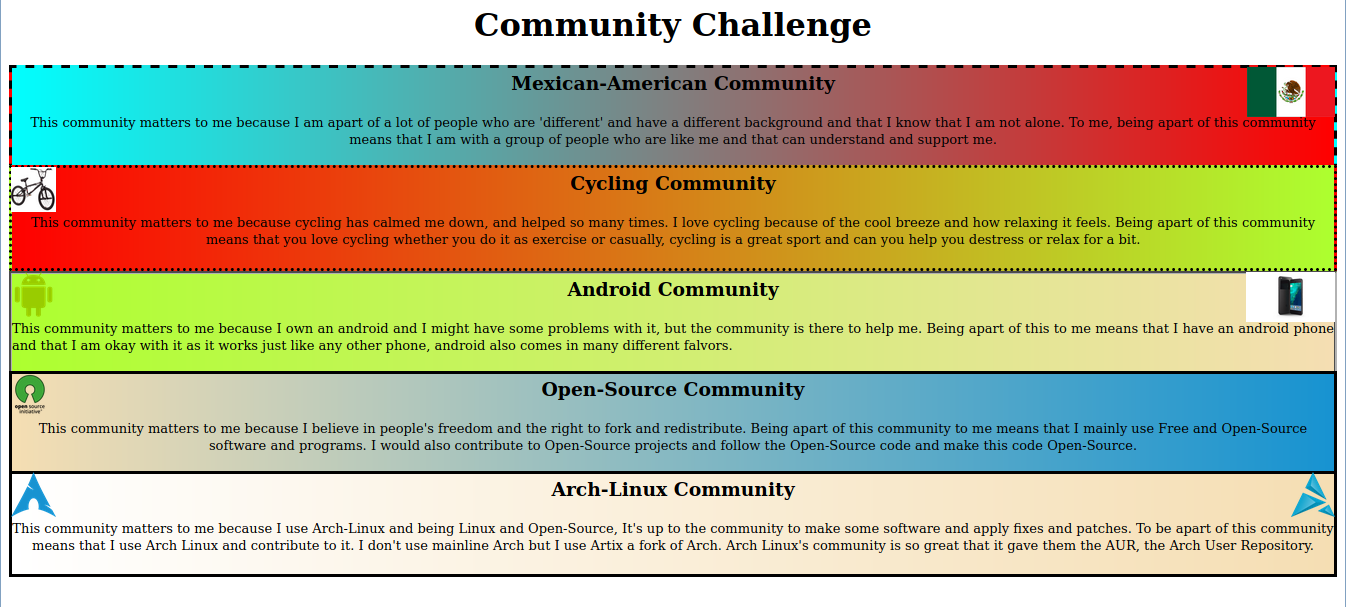 Community Challenge
Mexican-American Community
This community matters to me because I am apart of a lot of people who are 'different' and have a different background and that I know that I am not alone. To me, being apart of this community
means that I am with a group of people who are like me and that can understand and support me.
Cycling Community
This community matters to me because cycling has calmed me down, and helped so many times. I love cycling because of the cool breeze and how relaxing it feels. Being apart of this community
means that you love cycling whether you do it as exercise or casually, cycling is a great sport and can you help you destress or relax for a bit.
Android Community
This community matters to me because I own an android and I might have some problems with it, but the community is there to help me. Being apart of this to me means that I have an android phone
and that I am okay with it as it works just like any other phone, android also comes in many different falvors.
Open-Source Community
open source
initiative
This community matters to me because I believe in people's freedom and the right to fork and redistribute. Being apart of this community to me means that I mainly use Free and Open-Source
software and programs. I would also contribute to Open-Source projects and follow the Open-Source code and make this code Open-Source.
Arch-Linux Community
This community matters to me because I use Arch-Linux and being Linux and Open-Source, It's up to the community to make some software and apply fixes and patches. To be apart of this community
means that I use Arch Linux and contribute to it. I don't use mainline Arch but I use Artix a fork of Arch. Arch Linux's community is so great that it gave them the AUR, the Arch User Repository.